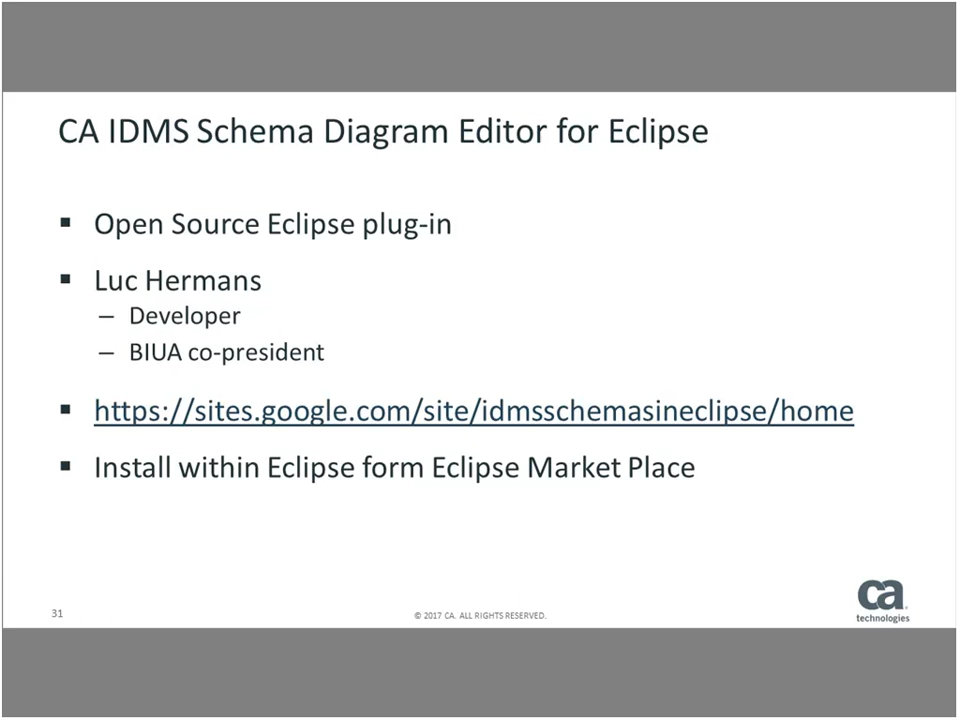 CA IDMS Schema Diagram Editor for Eclipse
▪ Open Source Eclipse plug-in
▪ Luc Hermans
– Developer
– BIUA co-president
▪ https://sites.google.com/site/idmsschemasineclipse/home
▪ Install within Eclipse form Eclipse Market Place
31
© 2017 CA. ALL RIGHTS RESERVED.
ca
technologies